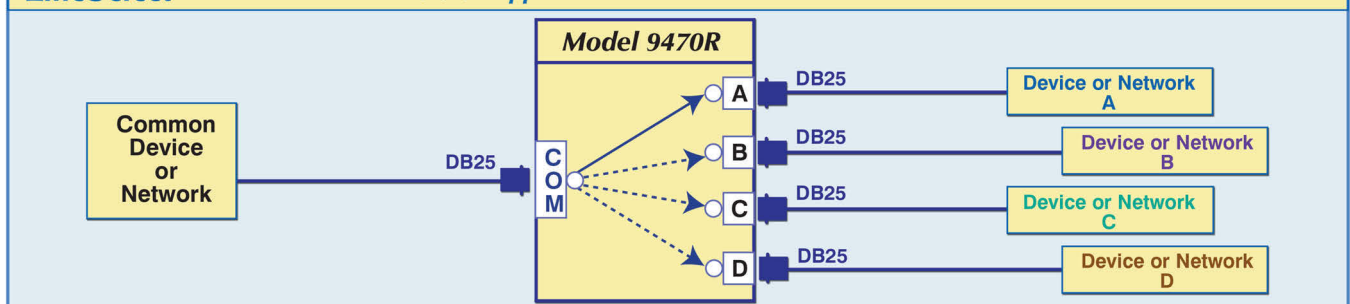 Model 9470R
Common
Device
or
Network
DB25
COM
A
B
C
D
DB25
DB25
DB25
DB25
Device or Network
A
Device or Network
B
Device or Network
C
Device or Network
D